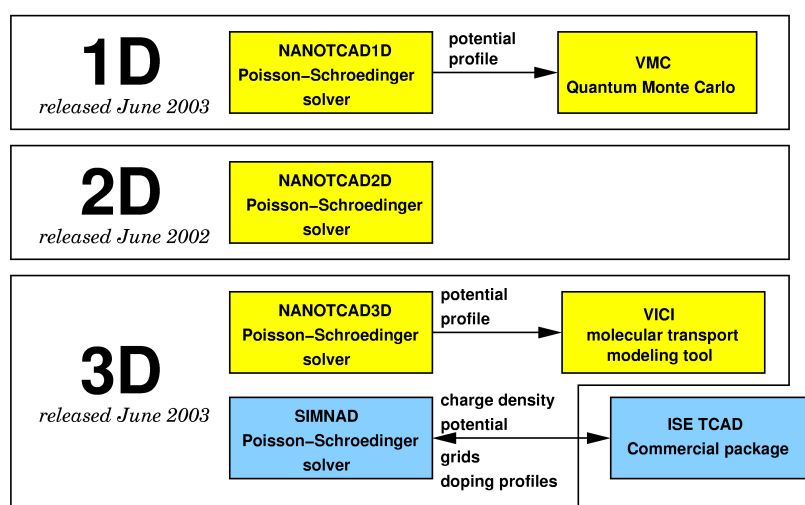 1D
released June 2003
NANOTCAD1D
Poisson−Schroedinger
solver
potential
profile
VMC
Quantum Monte Carlo
2D
released June 2002
NANOTCAD2D
Poisson−Schroedinger
solver
3D
released June 2003
NANOTCAD3D
Poisson−Schroedinger
solver
potential
profile
VICI
molecular transport
modeling tool
SIMNAD
Poisson−Schroedinger
solver
charge density
potential
grids
doping profiles
ISE TCAD
Commercial package